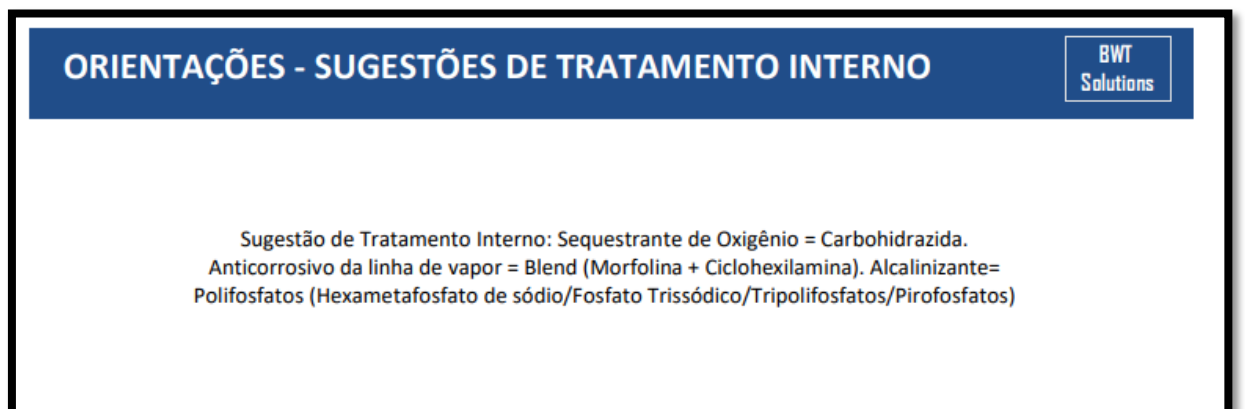 ORIENTAÇÕES - SUGESTÕES DE TRATAMENTO INTERNO
BWT
Solutions
Sugestão de Tratamento Interno: Sequestrante de Oxigênio = Carbohidrazida.
Anticorrosivo da linha de vapor = Blend (Morfolina + Ciclohexilamina). Alcalinizante=
Polifosfatos (Hexametafosfato de sódio/Fosfato Trissódico/Tripolifosfatos/Pirofosfatos)